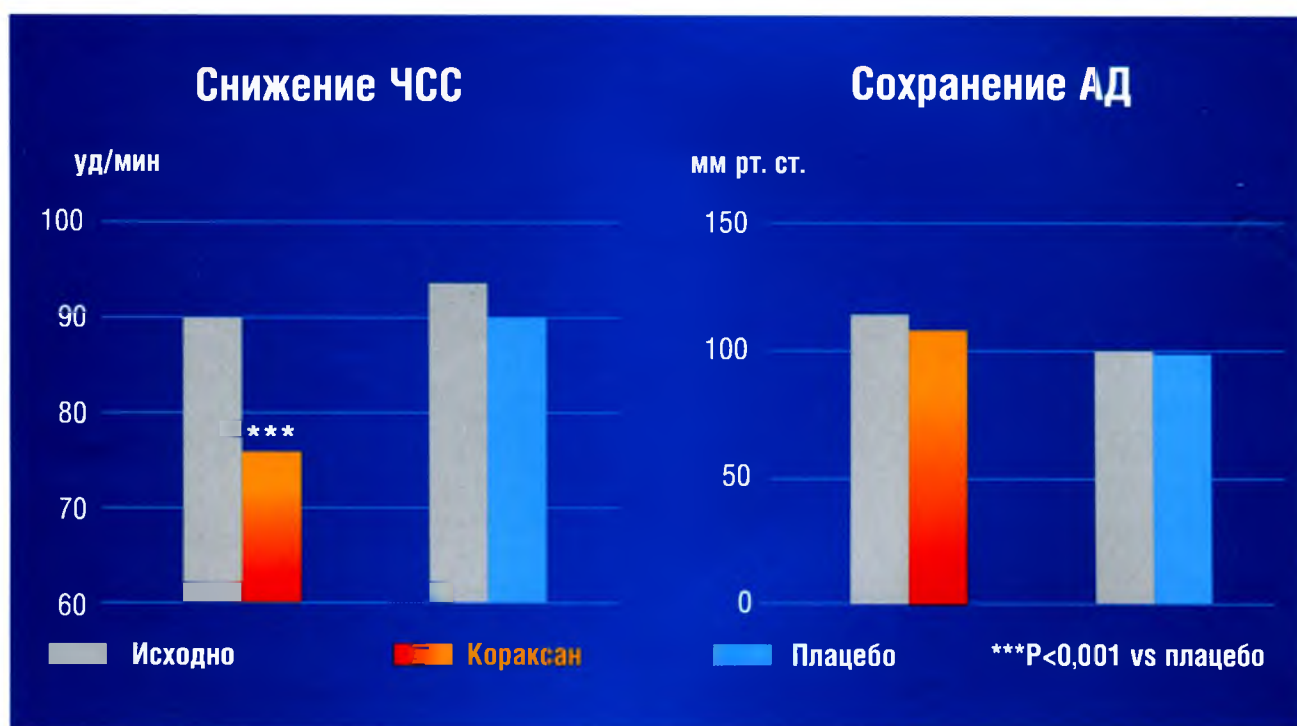 Снижение ЧСС
уд/мин
100
90
80
70
60
***
Сохранение АД
мм рт. ст.
150
100
50
0
Исходно
Кораксан
Плацебо
***P<0,001 vs плацебо